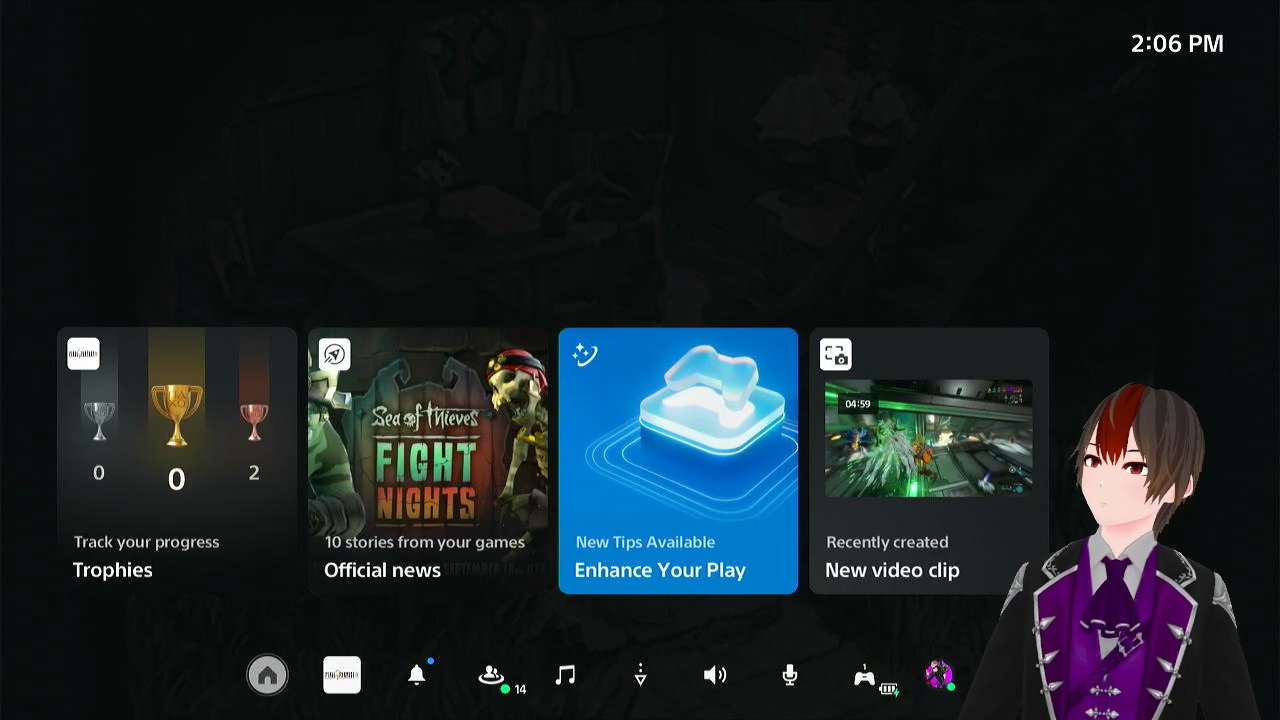 2:06 PM
0
0
2
Track your progress
Trophies
Sea of Thieves
FIGHT
NIGHTS
10 stories from your games
Official news
New Tips Available
Enhance Your Play
04:59
Recently created
New video clip
14